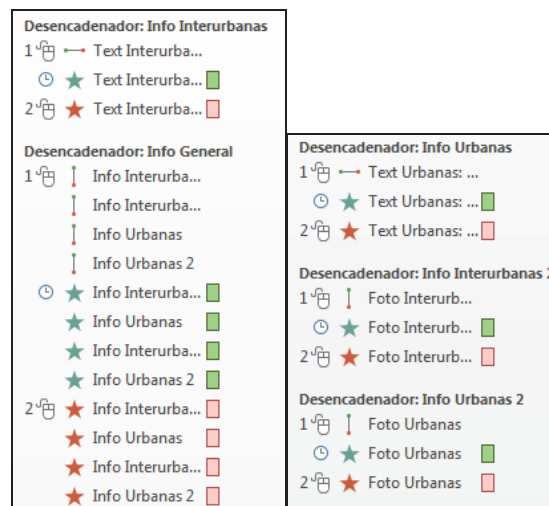 Desencadenador: Info Interurbanas
1 Text Interurba...
Text Interurba...
2 Text Interurba...
Desencadenador: Info General
1 Info Interurba...
Info Interurba...
Info Urbanas
Info Urbanas 2
Info Interurba...
Info Urbanas
Info Interurba...
Info Urbanas 2
2 Info Interurba...
Info Urbanas
Info Interurba...
Info Urbanas 2
Desencadenador: Info Urbanas
1 Text Urbanas: ...
Text Urbanas: ...
2 Text Urbanas: ...
Desencadenador: Info Interurbanas 2
1 Foto Interurb...
Foto Interurb...
2 Foto Interurb...
Desencadenador: Info Urbanas 2
1 Foto Urbanas
Foto Urbanas
2 Foto Urbanas